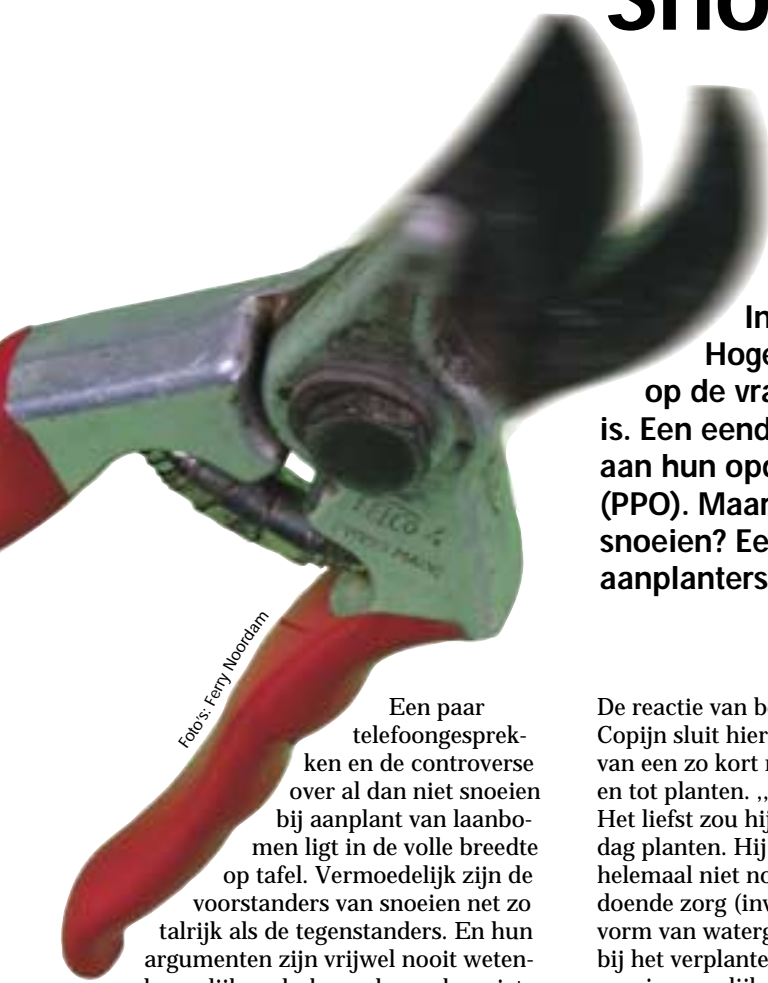 Sno
In
Hoge
op de vra
is. Een eend
aan hun opd
(PPO). Maar
snoeien? Ee
aanplanters
FELCO 4
SWISS MADE
Foto's: Ferry Noordam
Een paar
telefoongesprek-
ken en de controverse
over al dan niet snoeien
bij aanplant van laanbo-
men ligt in de volle breedte
op tafel. Vermoedelijk zijn de
voorstanders van snoeien net zo
talrijk als de tegenstanders. En hun
argumenten zijn vrijwel nooit weten-
De reactie van b
Copijn sluit hier
van een zo kort
en tot planten. ,,
Het liefst zou hij
dag planten. Hij
helemaal niet no
doende zorg (inv
vorm van waterg
bij het verplante